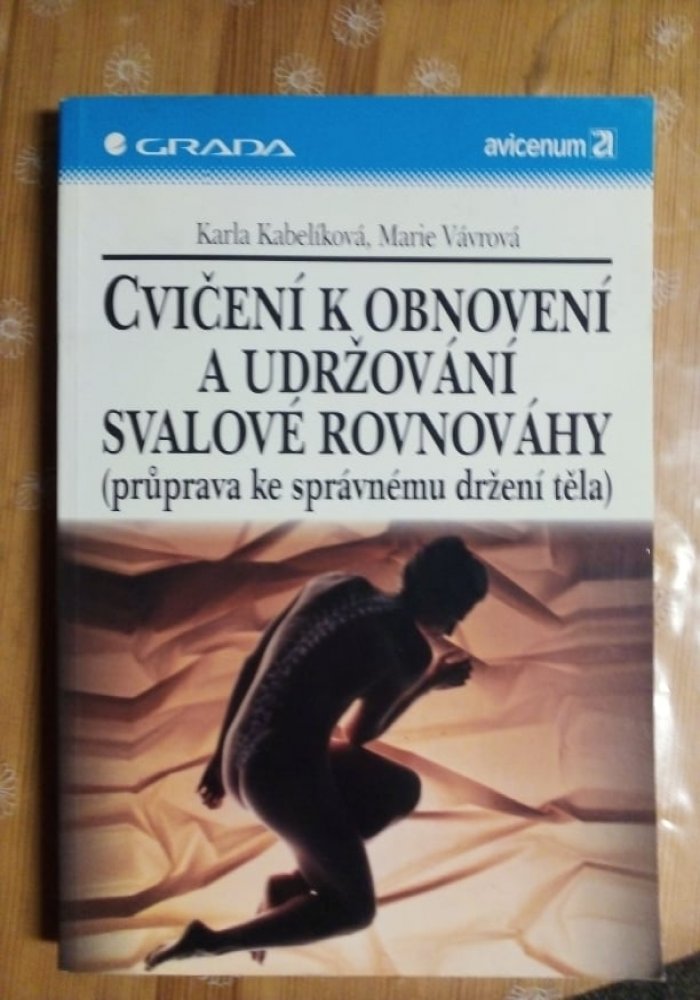 GRADA avicenum
Karla Kabelíková, Marie Vávrová
CVIČENÍ K OBNOVENÍ
A UDRŽOVÁNÍ
SVALOVÉ ROVNOVÁHY
(průprava ke správnému držení těla)